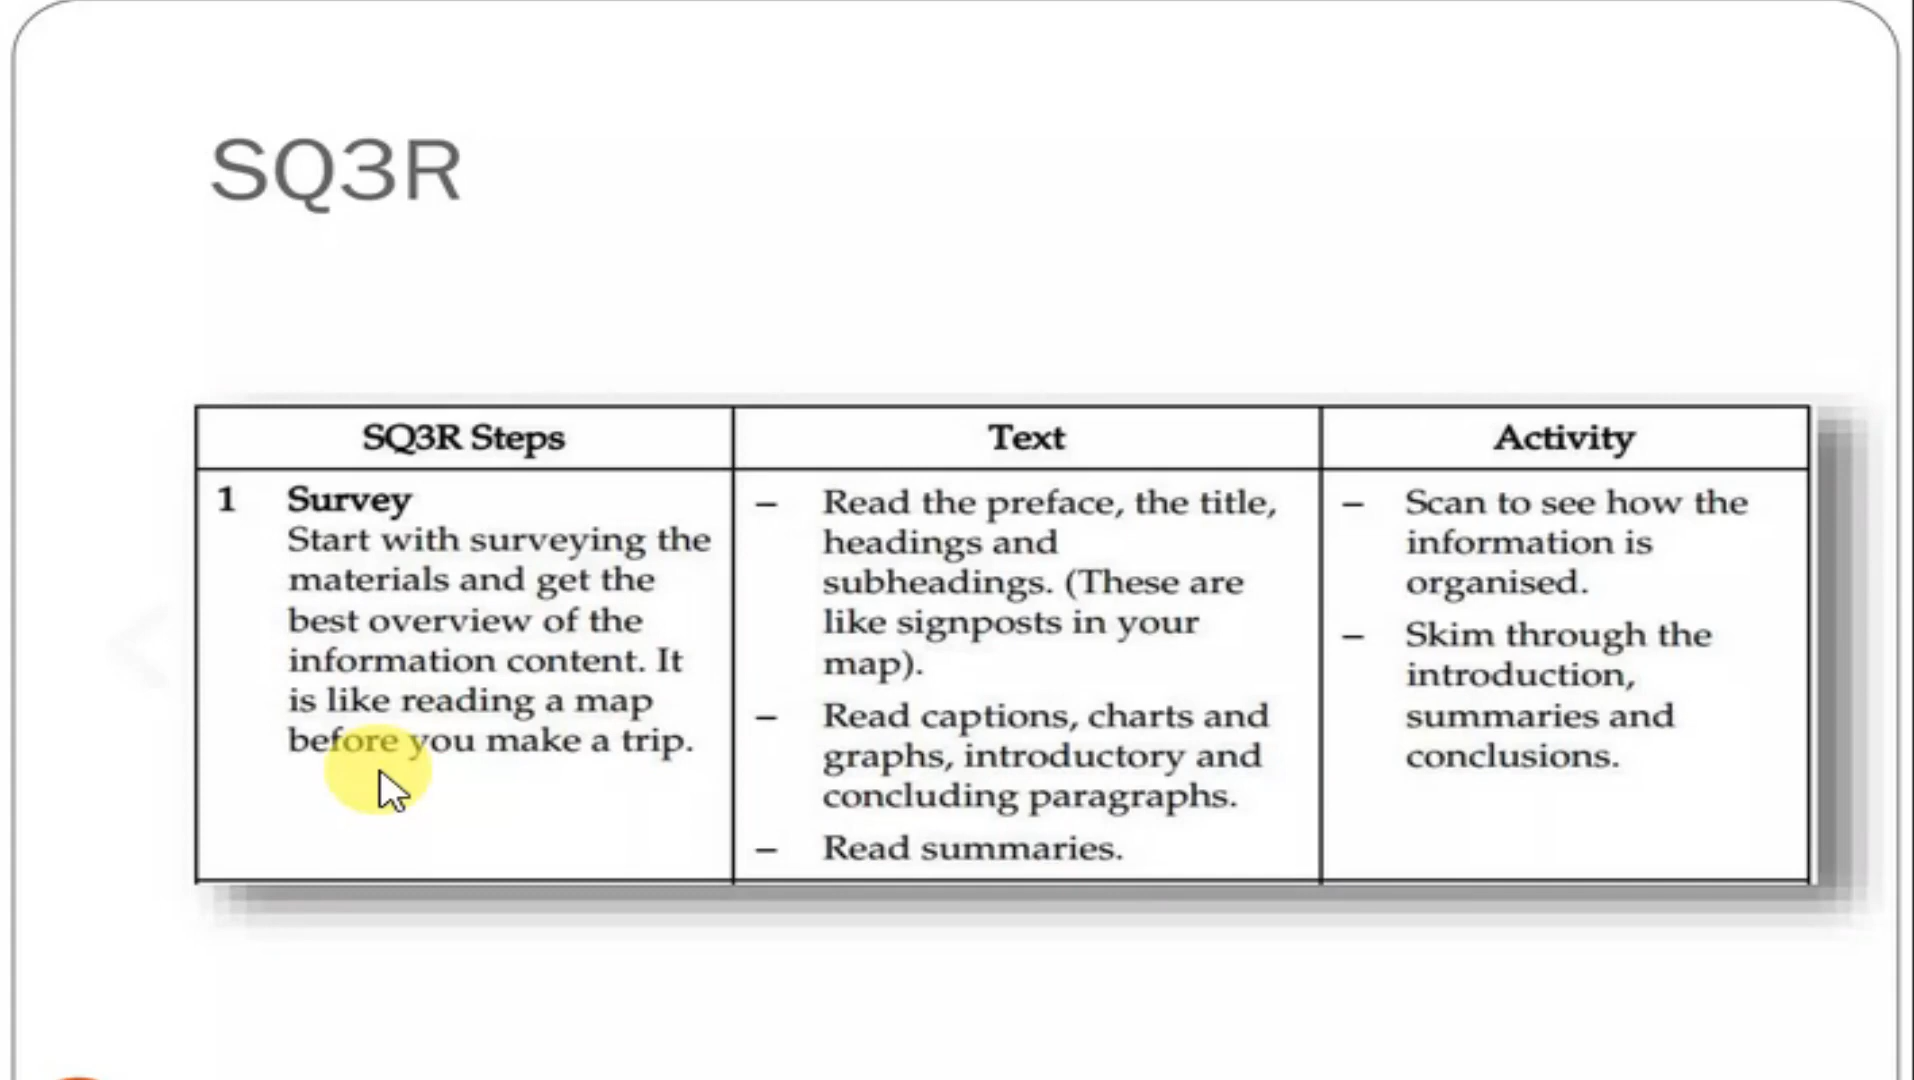 SQ3R
SQ3R Steps
Text
Activity
1 Survey
Start with surveying the
materials and get the
best overview of the
information content. It
is like reading a map
before you make a trip.
– Read the preface, the title,
headings and
subheadings. (These are
like signposts in your
map).
– Read captions, charts and
graphs, introductory and
concluding paragraphs.
– Read summaries.
– Scan to see how the
information is
organised.
– Skim through the
introduction,
summaries and
conclusions.